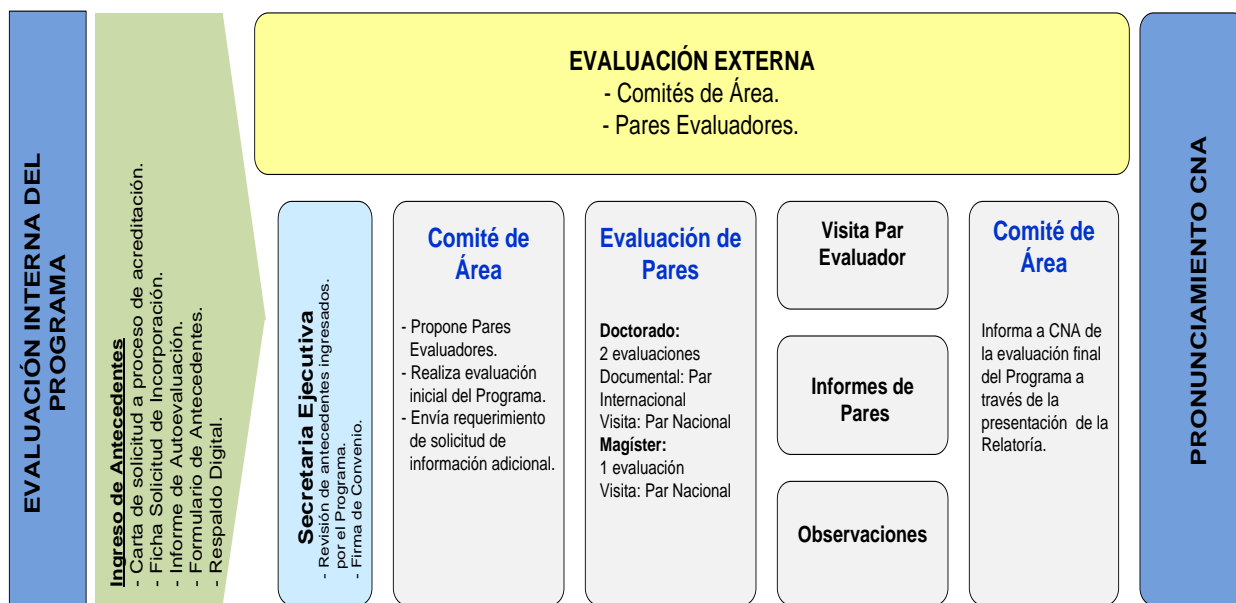 EVALUACIÓN INTERNA DEL
PROGRAMA
Ingreso de Antecedentes
- Carta de solicitud a proceso de acreditación.
- Ficha Solicitud de Incorporación.
- Informe de Autoevaluación.
- Formulario de Antecedentes.
- Respaldo Digital.
EVALUACIÓN EXTERNA
- Comités de Área.
- Pares Evaluadores.
Secretaria Ejecutiva
- Revisión de antecedentes ingresados.
por el Programa.
- Firma de Convenio.
Comité de
Área
- Propone Pares
Evaluadores.
- Realiza evaluación
inicial del Programa.
- Envía requerimiento
de solicitud de
información adicional.
Evaluación de
Pares
Doctorado:
2 evaluaciones
Documental: Par
Internacional
Visita: Par Nacional
Magíster:
1 evaluación
Visita: Par Nacional
Visita Par
Evaluador
Informes de
Pares
Observaciones
Comité de
Área
Informa a CNA de
la evaluación final
del Programa a
través de la
presentación de la
Relatoría.
PRONUNCIAMIENTO CNA